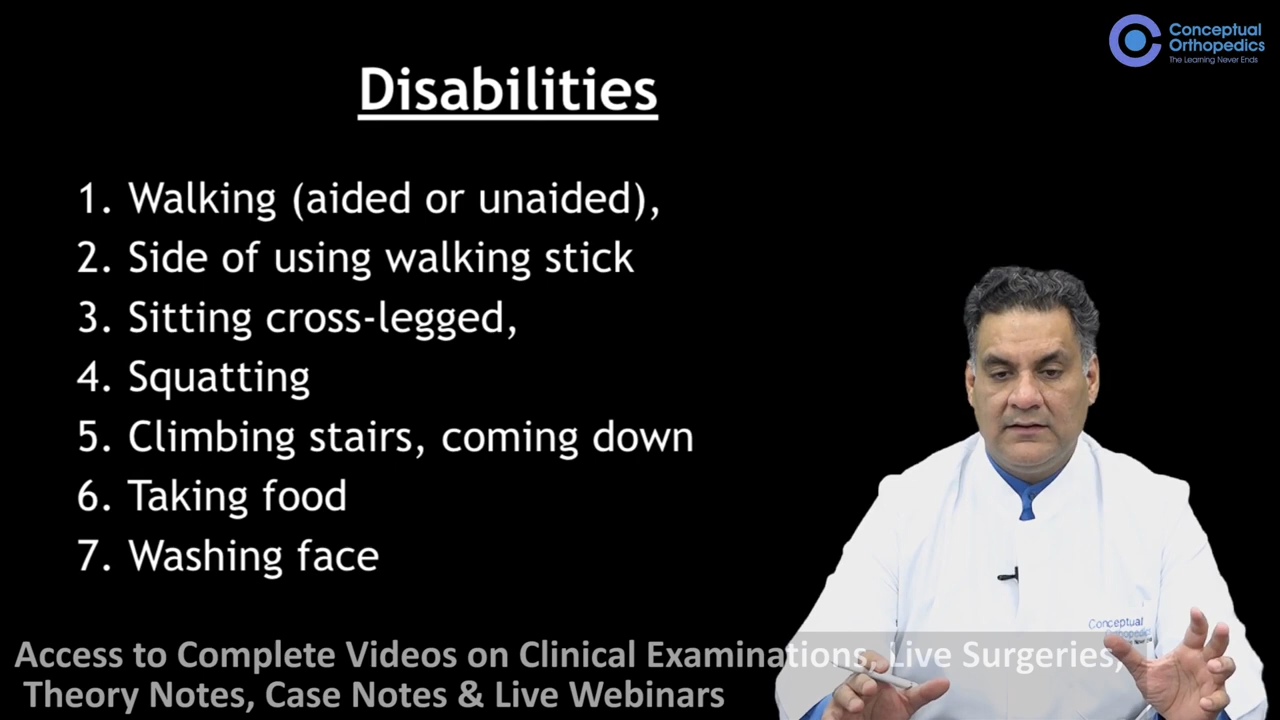 Conceptual
Orthopedics
The Learning Never Ends
Disabilities
1. Walking (aided or unaided),
2. Side of using walking stick
3. Sitting cross-legged,
4. Squatting
5. Climbing stairs, coming down
6. Taking food
7. Washing face
Conceptual
Orthopedics
Access to Complete Videos on Clinical Examinations, Live Surgeries,
Theory Notes, Case Notes & Live Webinars